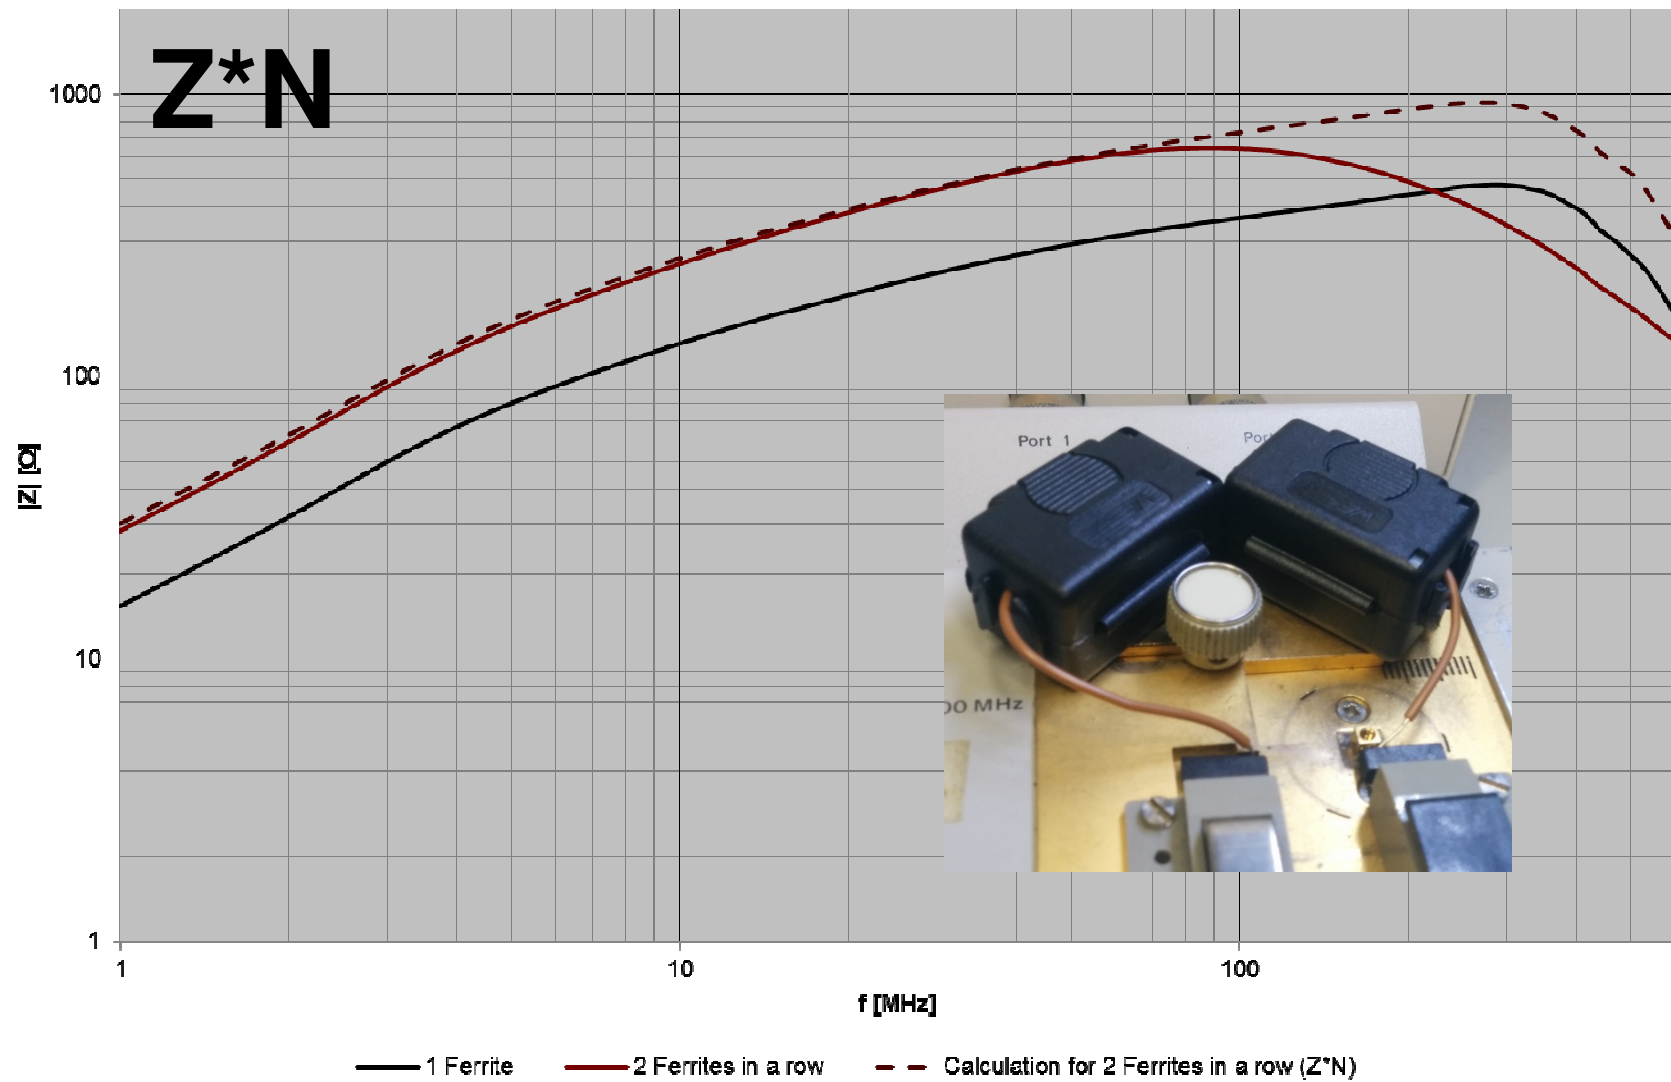 Z*N
1000
100
10
1
|Z| [Ω]
1
10
100
f [MHz]
Port 1
00 MHz
1 Ferrite
2 Ferrites in a row
Calculation for 2 Ferrites in a row (Z*N)